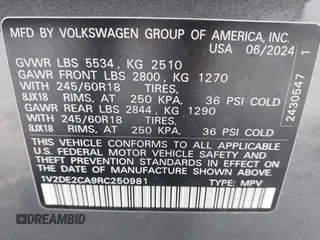 MFD. BY VOLKSWAGEN GROUP OF AMERICA, INC.
USA 06/2024
GVWR LBS 5534, KG 2510
GAWR FRONT LBS 2800, KG 1270
WITH 245/60R18 TIRES,
8JX18 RIMS, AT 250 KPA, 36 PSI COLD
GAWR REAR LBS 2844, KG 1290
WITH 245/60R18 TIRES,
8JX18 RIMS, AT 250 KPA, 36 PSI COLD
THIS VEHICLE CONFORMS TO ALL APPLICABLE
U.S. FEDERAL MOTOR VEHICLE SAFETY AND
THEFT PREVENTION STANDARDS IN EFFECT ON
THE DATE OF MANUFACTURE SHOWN ABOVE.
1V2DE2CA9RC250981 TYPE: MPV
2430547 1